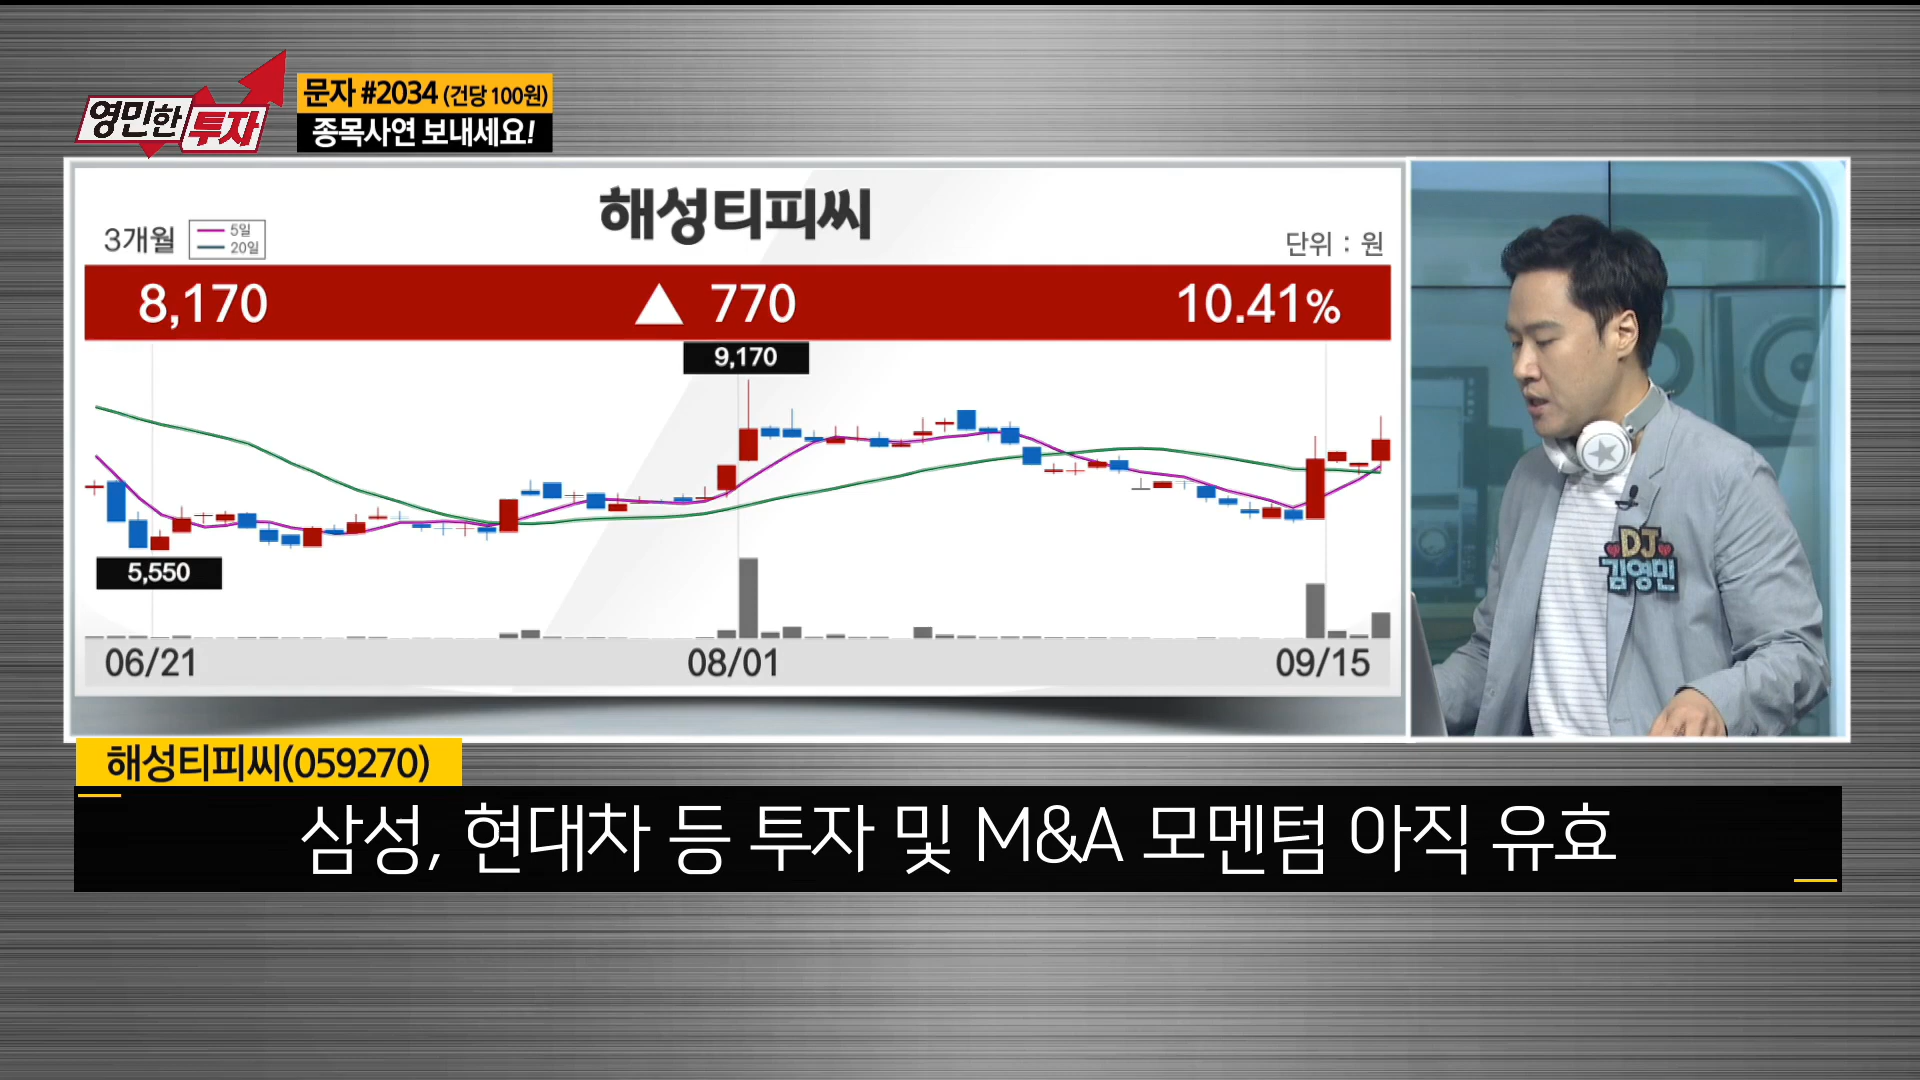 영민한 투자
문자 #2034 (건당 100원)
종목사연 보내세요!
해성티피씨
3개월
5일
20일
단위 : 원
8,170 ▲ 770 10.41%
9,170
5,550
06/21 08/01 09/15
DJ
김영민
해성티피씨(059270)
삼성, 현대차 등 투자 및 M&A 모멘텀 아직 유효